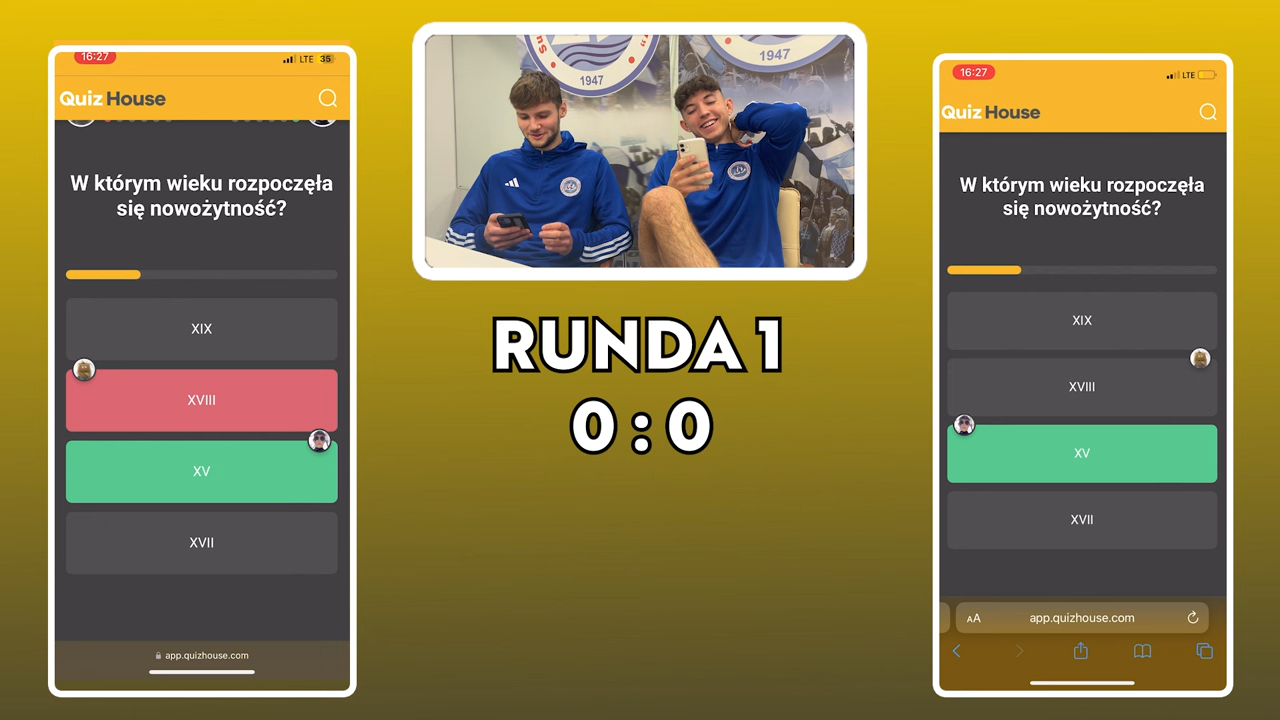 16:27
LTE 35
Quiz House
W którym wieku rozpoczęła
się nowożytność?
XIX
XVIII
XV
XVII
app.quizhouse.com
1947
1947
RUNDA 1
0 : 0
16:27
LTE
Quiz House
W którym wieku rozpoczęła
się nowożytność?
XIX
XVIII
XV
XVII
AA app.quizhouse.com